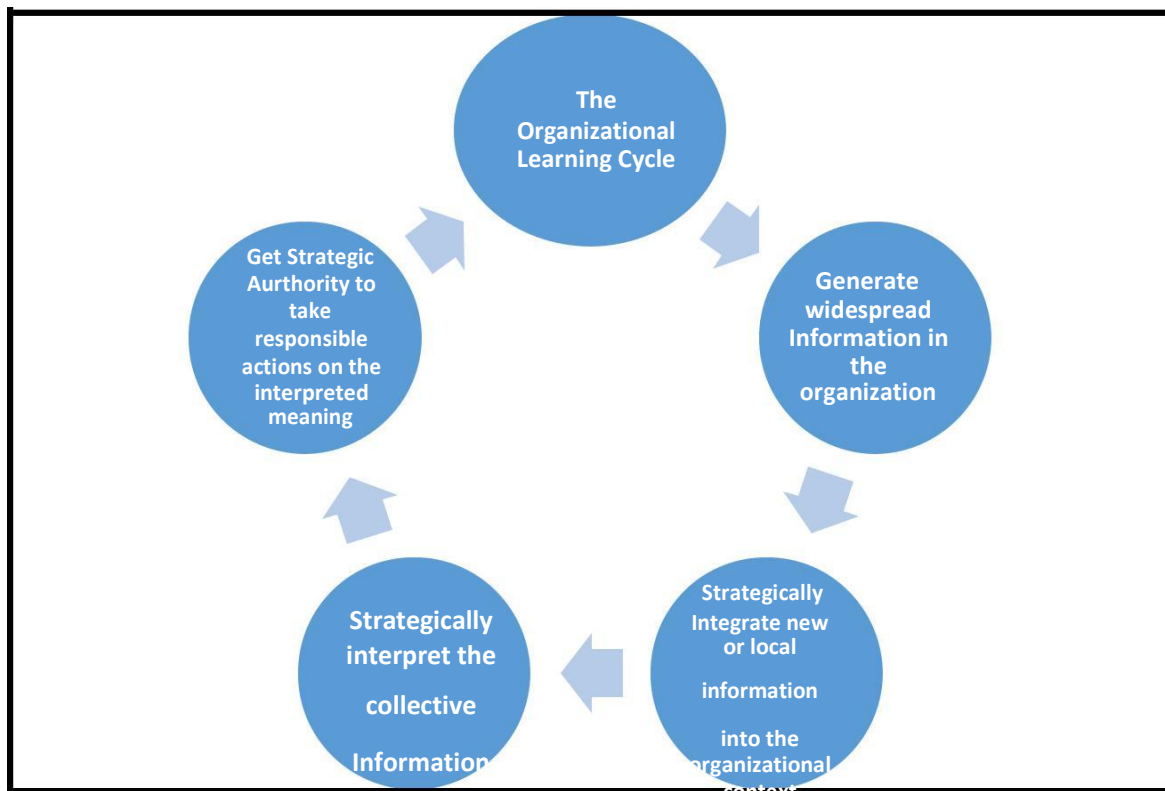 The
Organizational
Learning Cycle
Generate
widespread
Information in
the
organization
Strategically
Integrate new
or local
information
into the
organizational
context
Strategically
interpret the
collective
Information
Get Strategic
Aurthority to
take
responsible
actions on the
interpreted
meaning